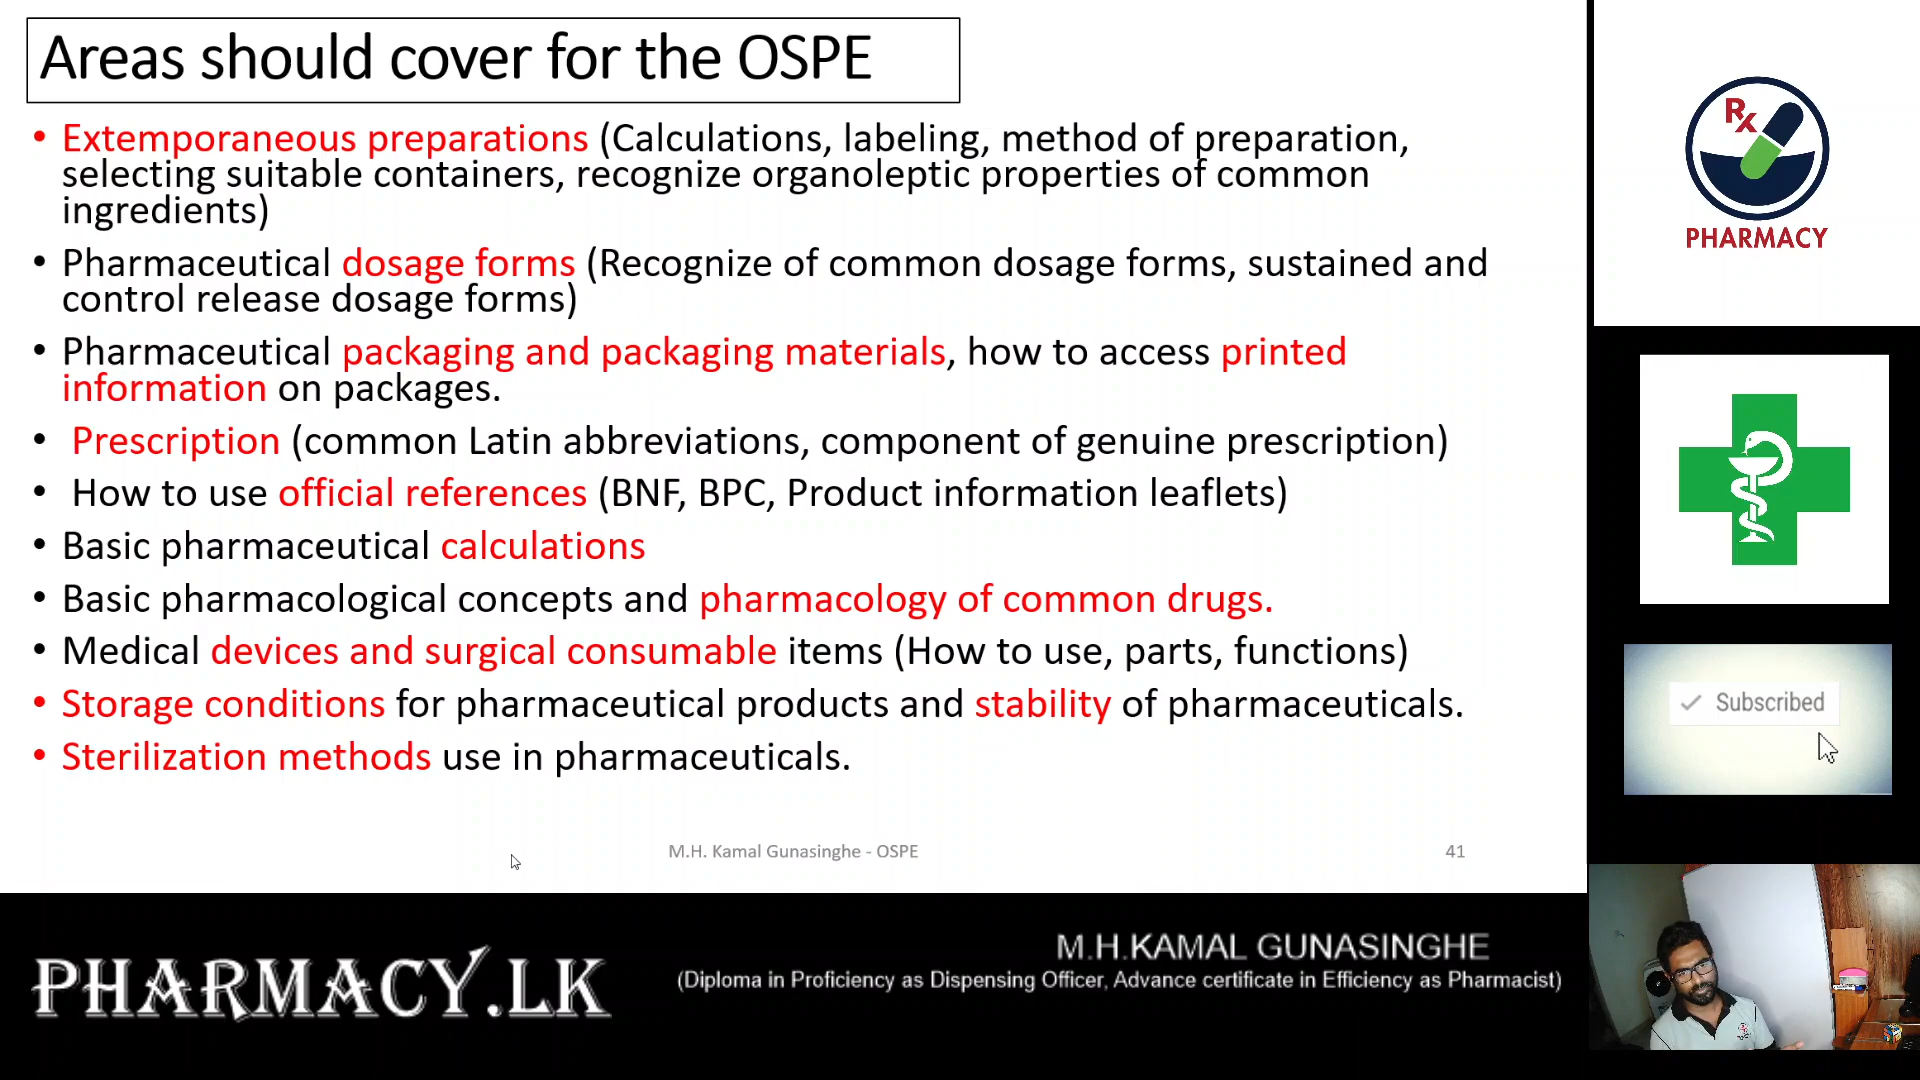 Areas should cover for the OSPE
• Extemporaneous preparations (Calculations, labeling, method of preparation,
selecting suitable containers, recognize organoleptic properties of common
ingredients)
• Pharmaceutical dosage forms (Recognize of common dosage forms, sustained and
control release dosage forms)
• Pharmaceutical packaging and packaging materials, how to access printed
information on packages.
• Prescription (common Latin abbreviations, component of genuine prescription)
• How to use official references (BNF, BPC, Product information leaflets)
• Basic pharmaceutical calculations
• Basic pharmacological concepts and pharmacology of common drugs.
• Medical devices and surgical consumable items (How to use, parts, functions)
• Storage conditions for pharmaceutical products and stability of pharmaceuticals.
• Sterilization methods use in pharmaceuticals.
M.H. Kamal Gunasinghe - OSPE
41
Rx
PHARMACY
Subscribed
PHARMACY.LK
M.H.KAMAL GUNASINGHE
(Diploma in Proficiency as Dispensing Officer, Advance certificate in Efficiency as Pharmacist)